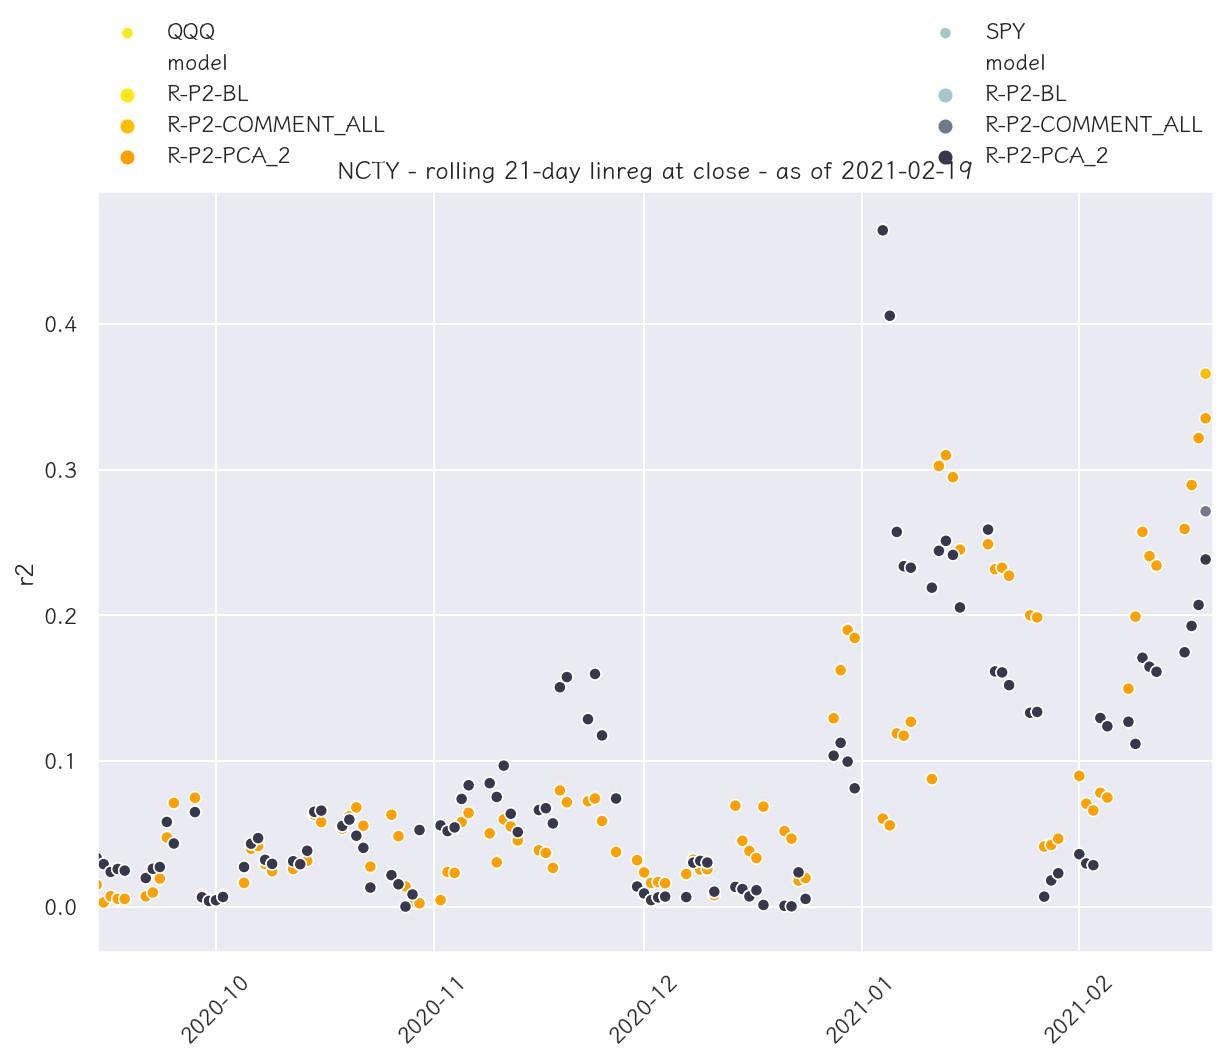 QQQ
model
R-P2-BL
R-P2-COMMENT_ALL
R-P2-PCA_2
SPY
model
R-P2-BL
R-P2-COMMENT_ALL
R-P2-PCA_2
NCTY - rolling 21-day linreg at close - as of 2021-02-19
r2
0.4
0.3
0.2
0.1
0.0
2020-10
2020-11
2020-12
2021-01
2021-02